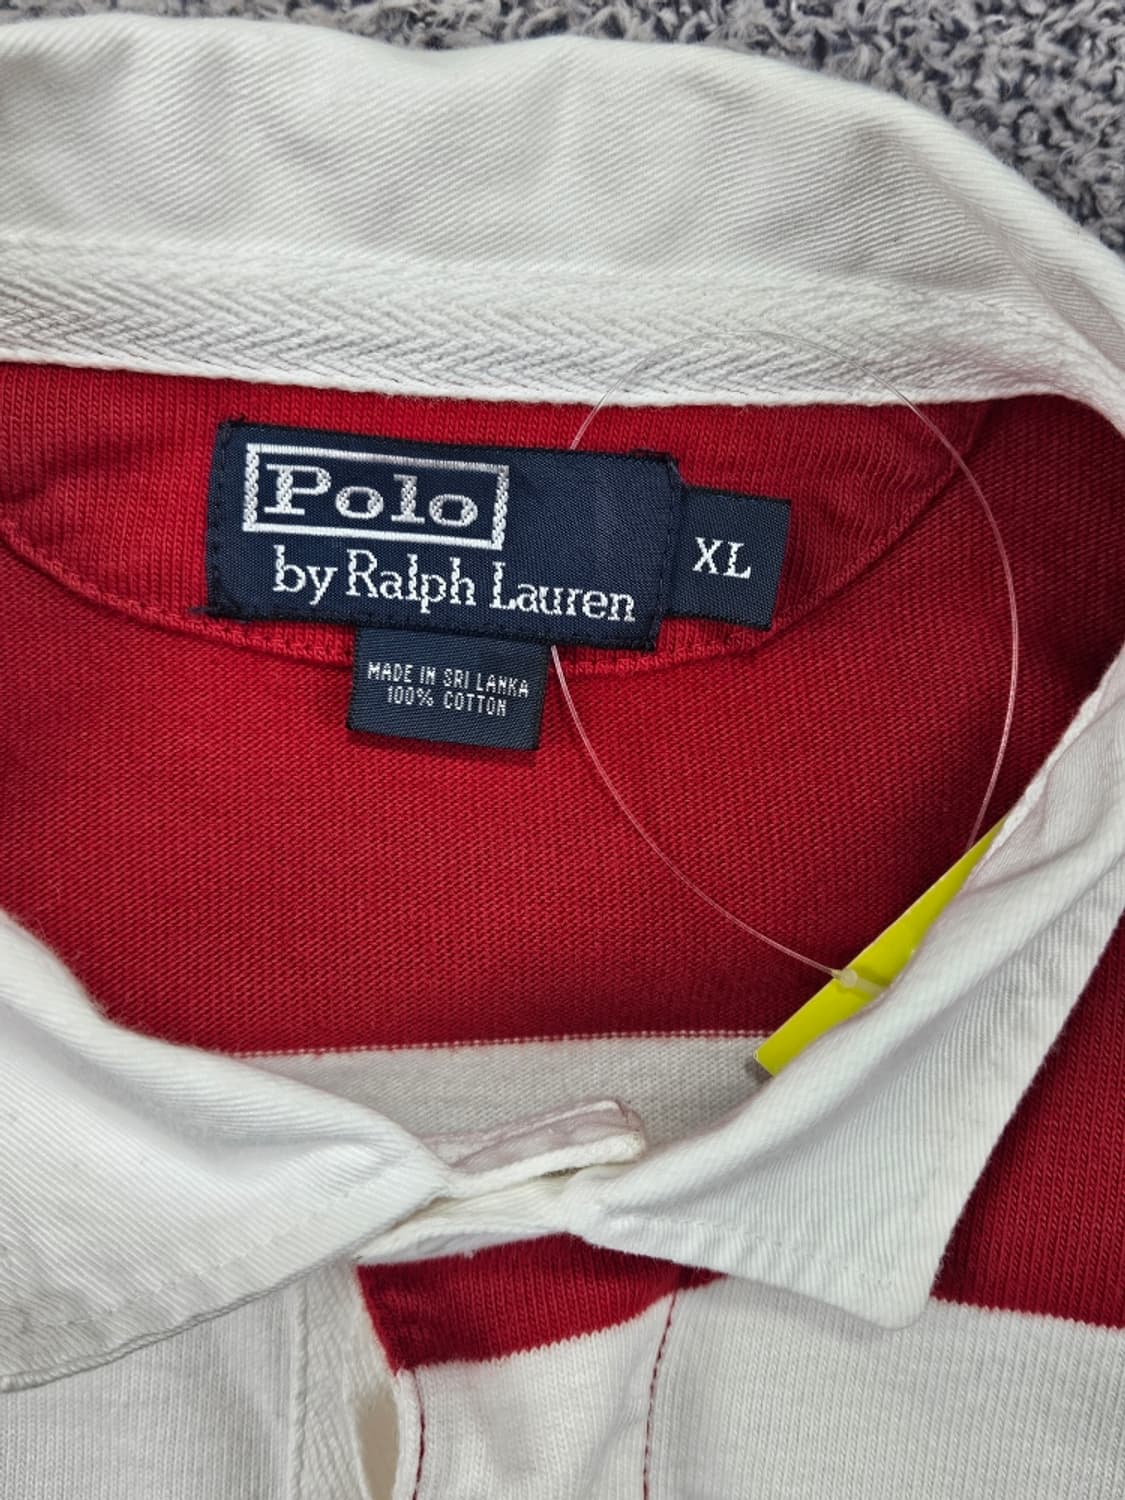 Polo
by Ralph Lauren
XL
MADE IN SRI LANKA
100% COTTON